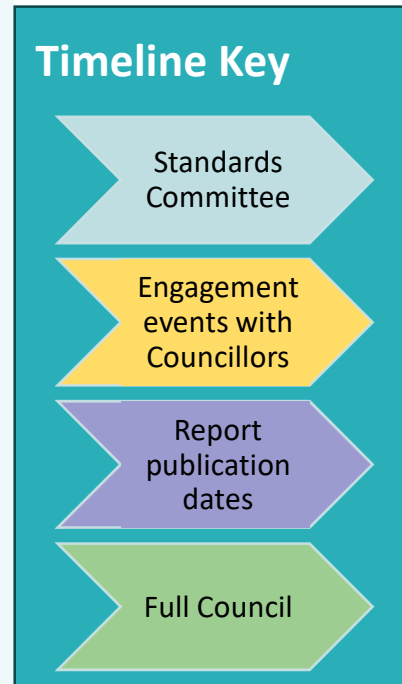 Timeline Key
Standards
Committee
Engagement
events with
Councillors
Report
publication
dates
Full Council